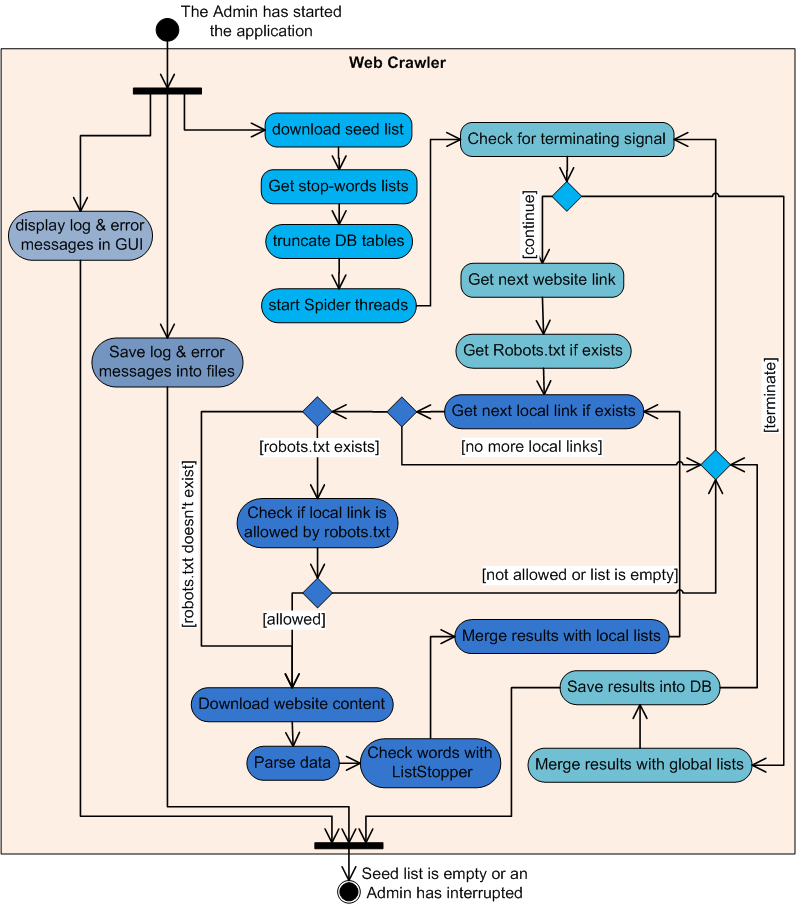 The Admin has started
the application
Web Crawler
download seed list
Check for terminating signal
Get stop-words lists
[continue]
display log & error
messages in GUI
truncate DB tables
Get next website link
start Spider threads
Save log & error
messages into files
Get Robots.txt if exists
[terminate]
Get next local link if exists
[robots.txt exists]
[no more local links]
[robots.txt doesn't exist]
Check if local link is
allowed by robots.txt
[not allowed or list is empty]
[allowed]
Merge results with local lists
Download website content
Save results into DB
Parse data
Check words with
ListStopper
Merge results with global lists
Seed list is empty or an
Admin has interrupted